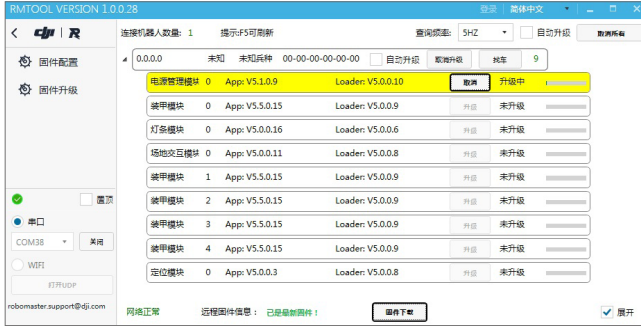 RMTOOL VERSION 1.0.0.28 登录 简体中文
dji R 连接机器人数量: 1 提示:F5可刷新 查询频率: 5HZ 自动升级 取消所有
固件配置
固件升级
0.0.0.0 未知 未知兵种 00-00-00-00-00-00 自动升级 取消升级 找车 9
电源管理模块 0 App: V5.1.0.9 Loader: V5.0.0.10 取消 升级中
装甲模块 0 App: V5.5.0.15 Loader: V5.0.0.9 升级 未升级
灯条模块 0 App: V5.0.0.16 Loader: V5.0.0.6 升级 未升级
场地交互模块 0 App: V5.0.0.11 Loader: V5.0.0.8 升级 未升级
装甲模块 1 App: V5.5.0.15 Loader: V5.0.0.9 升级 未升级
装甲模块 2 App: V5.5.0.15 Loader: V5.0.0.9 升级 未升级
装甲模块 3 App: V5.5.0.15 Loader: V5.0.0.9 升级 未升级
装甲模块 4 App: V5.5.0.15 Loader: V5.0.0.9 升级 未升级
定位模块 0 App: V5.0.0.3 Loader: V5.0.0.8 升级 未升级
置顶
串口
COM38 关闭
WIFI
打开UDP
robomaster.support@dji.com
网络正常 远程固件信息: 已是最新固件! 固件下载 展开